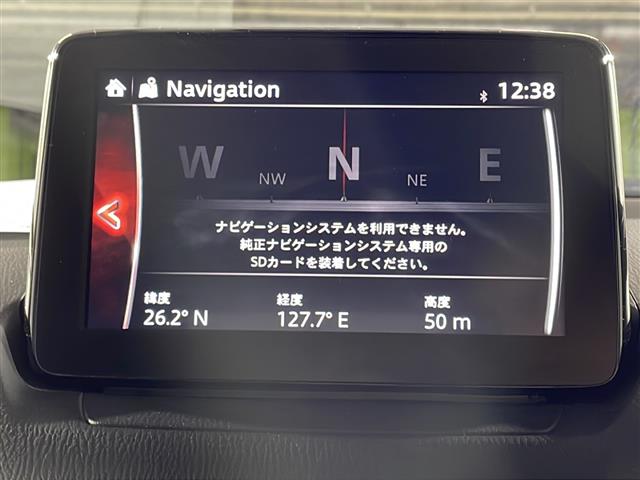 Navigation 12:38
W NW N NE E
ナビゲーションシステムを利用できません。
純正ナビゲーションシステム専用の
SDカードを装着してください。
緯度 経度 高度
26.2° N 127.7° E 50 m